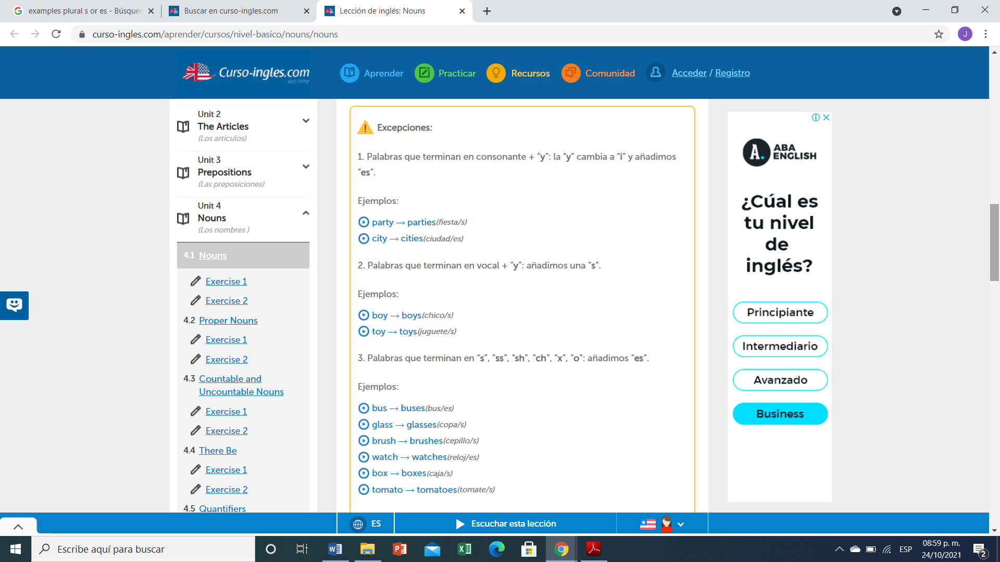 examples plural s or es - Búsque
Buscar en curso-ingles.com
Lección de inglés: Nouns
curso-ingles.com/aprender/cursos/nivel-basico/nouns/nouns
J
Curso-ingles.com
on-line
Aprender
Practicar
Recursos
Comunidad
Acceder / Registro
Unit 2
The Articles
(Los artículos)
Unit 3
Prepositions
(Las preposiciones)
Unit 4
Nouns
(Los nombres )
4.1 Nouns
Exercise 1
Exercise 2
4.2 Proper Nouns
Exercise 1
Exercise 2
4.3 Countable and
Uncountable Nouns
Exercise 1
Exercise 2
4.4 There Be
Exercise 1
Exercise 2
4.5 Quantifiers
Excepciones:
1. Palabras que terminan en consonante + “y”: la “y” cambia a “i” y añadimos
“es”.
Ejemplos:
party → parties(fiesta/s)
city → cities(ciudad/es)
2. Palabras que terminan en vocal + “y”: añadimos una “s”.
Ejemplos:
boy → boys(chico/s)
toy → toys(juguete/s)
3. Palabras que terminan en “s”, “ss”, “sh”, “ch”, “x”, “o”: añadimos “es”.
Ejemplos:
bus → buses(bus/es)
glass → glasses(copa/s)
brush → brushes(cepillo/s)
watch → watches(reloj/es)
box → boxes(caja/s)
tomato → tomatoes(tomate/s)
A.
ABA
ENGLISH
¿Cúal es
tu nivel
de
inglés?
Principiante
Intermediario
Avanzado
Business
ES
Escuchar esta lección
Escribe aquí para buscar
ESP
08:59 p. m.
24/10/2021
2